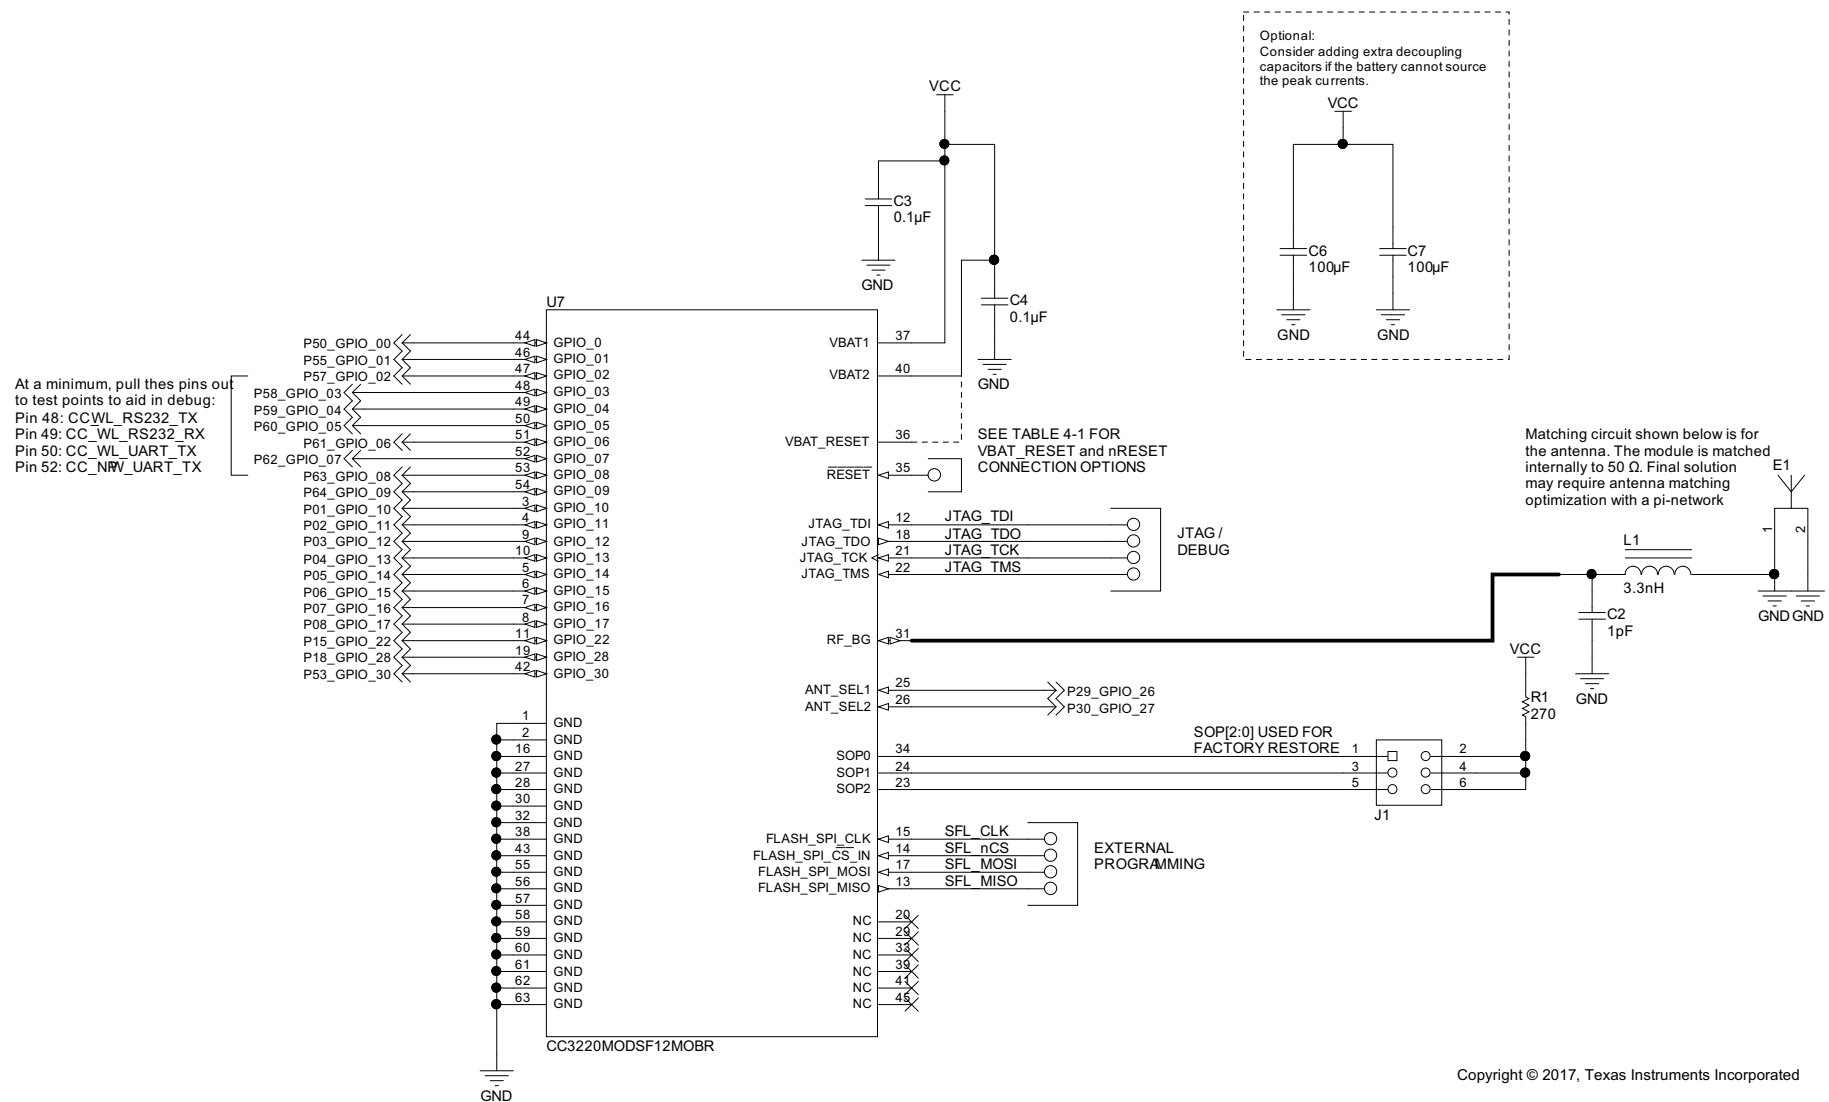 Optional:
Consider adding extra decoupling
capacitors if the battery cannot source
the peak currents.
VCC
C6
100µF
GND
C7
100µF
GND
VCC
C3
0.1µF
GND
C4
0.1µF
GND
U7
P50_GPIO_00 44 GPIO_0
P55_GPIO_01 46 GPIO_01
P57_GPIO_02 47 GPIO_02
P58_GPIO_03 48 GPIO_03
P59_GPIO_04 49 GPIO_04
P60_GPIO_05 50 GPIO_05
P61_GPIO_06 51 GPIO_06
P62_GPIO_07 52 GPIO_07
P63_GPIO_08 53 GPIO_08
P64_GPIO_09 54 GPIO_09
P01_GPIO_10 3 GPIO_10
P02_GPIO_11 4 GPIO_11
P03_GPIO_12 9 GPIO_12
P04_GPIO_13 10 GPIO_13
P05_GPIO_14 5 GPIO_14
P06_GPIO_15 6 GPIO_15
P07_GPIO_16 7 GPIO_16
P08_GPIO_17 8 GPIO_17
P15_GPIO_22 11 GPIO_22
P18_GPIO_28 19 GPIO_28
P53_GPIO_30 42 GPIO_30
At a minimum, pull thes pins out
to test points to aid in debug:
Pin 48: CCWL_RS232_TX
Pin 49: CC_WL_RS232_RX
Pin 50: CC_WL_UART_TX
Pin 52: CC_NPW_UART_TX
1 GND
2 GND
16 GND
27 GND
28 GND
30 GND
32 GND
38 GND
43 GND
55 GND
56 GND
57 GND
58 GND
59 GND
60 GND
61 GND
62 GND
63 GND
GND
VBAT1 37
VBAT2 40
VBAT_RESET 36
RESET 35
SEE TABLE 4-1 FOR
VBAT_RESET and nRESET
CONNECTION OPTIONS
JTAG_TDI 12 JTAG_TDI
JTAG_TDO 18 JTAG_TDO
JTAG_TCK 21 JTAG_TCK
JTAG_TMS 22 JTAG_TMS
JTAG /
DEBUG
RF_BG 31
ANT_SEL1 25 P29_GPIO_26
ANT_SEL2 26 P30_GPIO_27
SOP[2:0] USED FOR
FACTORY RESTORE
SOP0 34 1 2
SOP1 24 3 4
SOP2 23 5 6
J1
VCC
R1
270
FLASH_SPI_CLK 15 SFL_CLK
FLASH_SPI_CS_IN 14 SFL_nCS
FLASH_SPI_MOSI 17 SFL_MOSI
FLASH_SPI_MISO 13 SFL_MISO
EXTERNAL
PROGRAMMING
NC 20
NC 29
NC 33
NC 39
NC 41
NC 45
CC3220MODSF12MOBR
Matching circuit shown below is for
the antenna. The module is matched
internally to 50 Ω. Final solution
may require antenna matching
optimization with a pi-network
E1
1
2
L1
3.3nH
GND GND
C2
1pF
GND
Copyright © 2017, Texas Instruments Incorporated